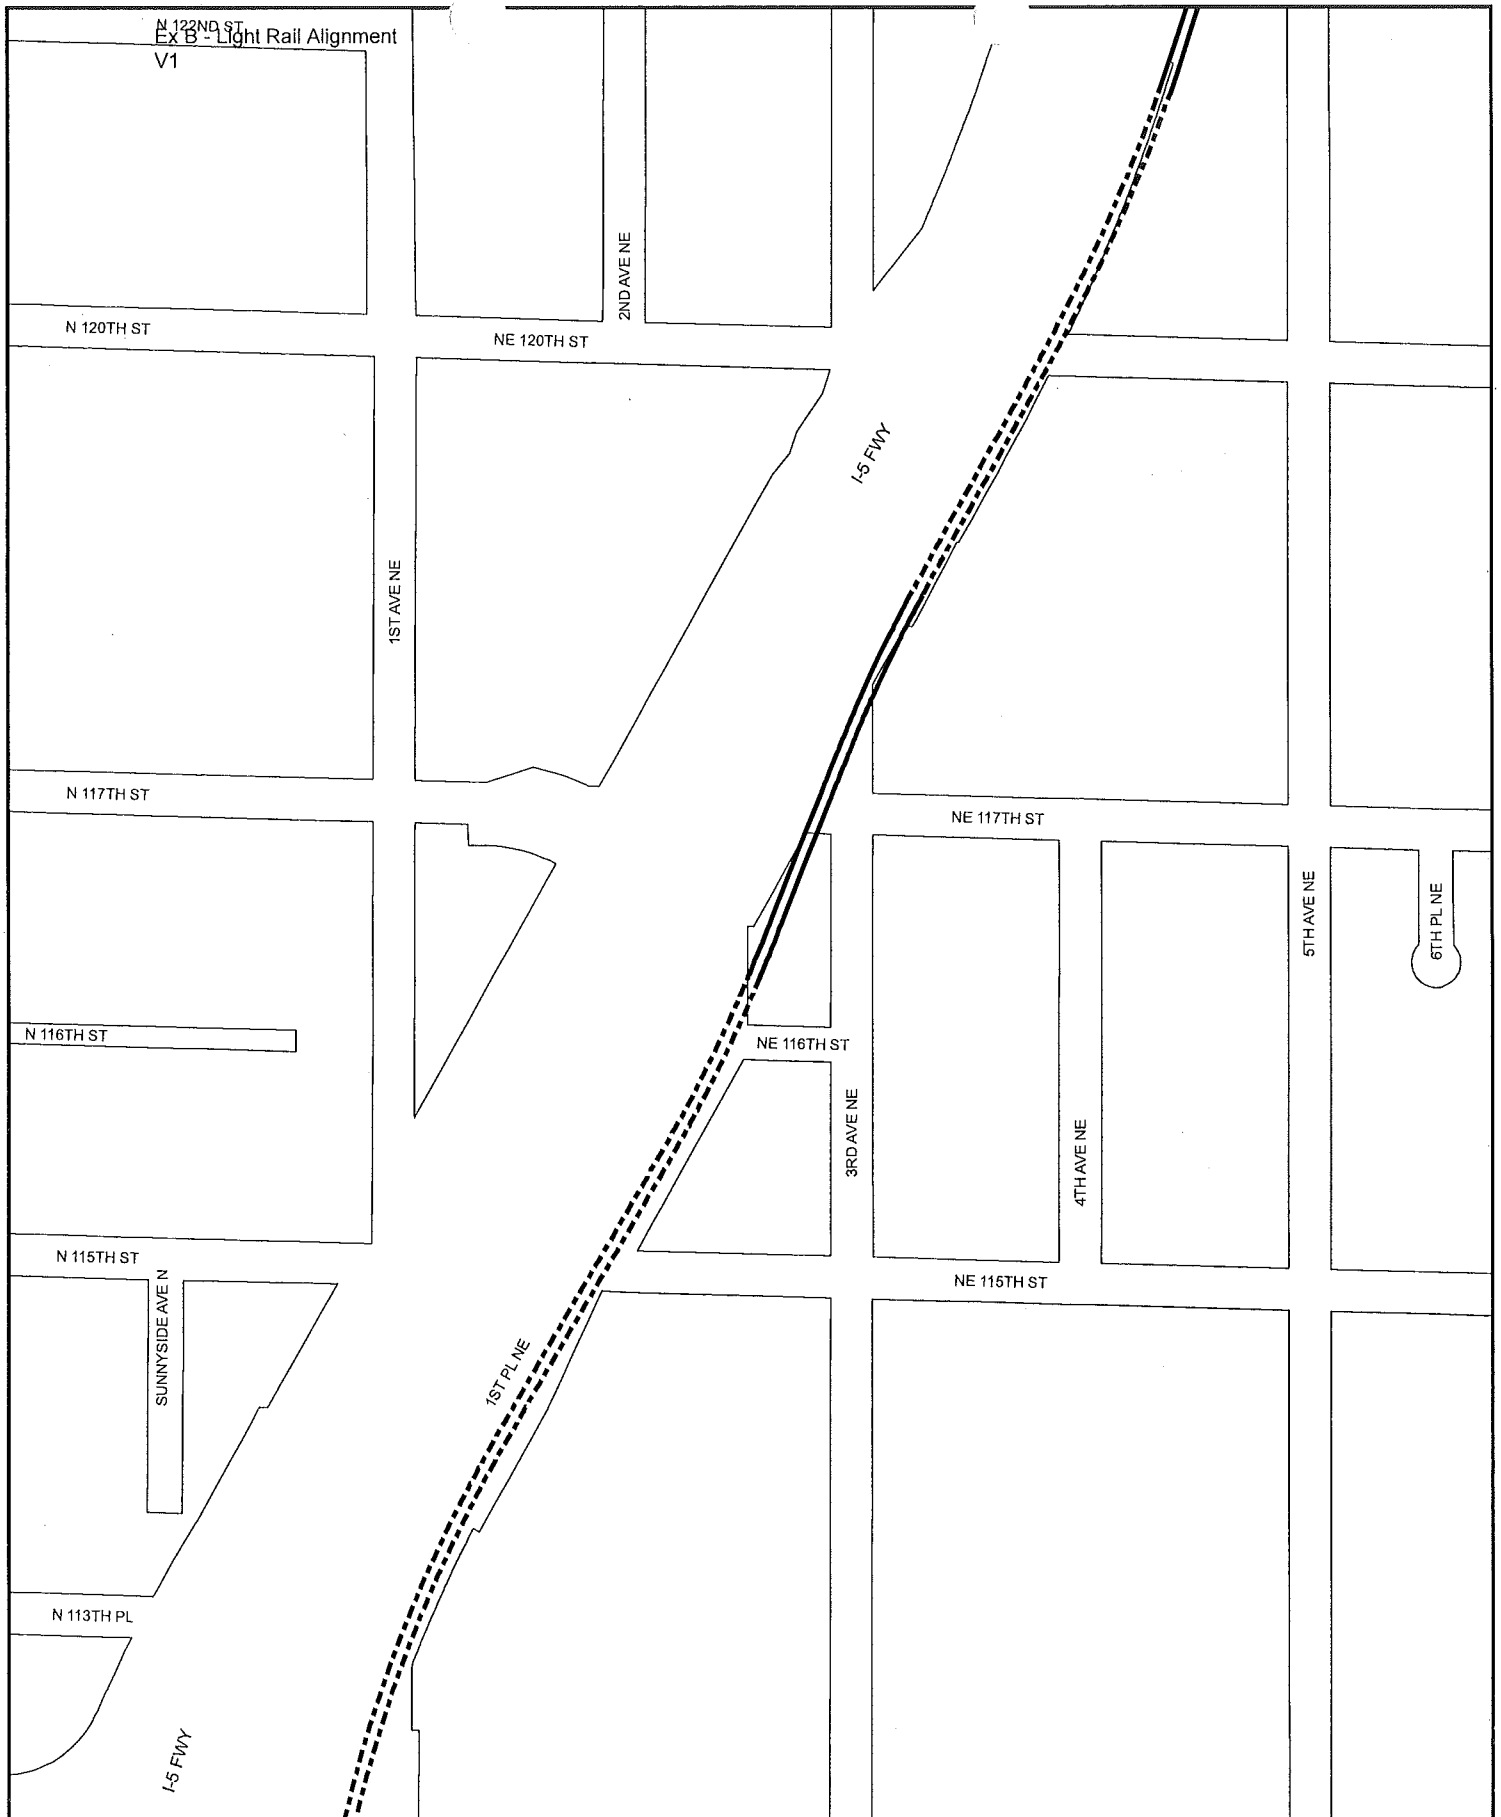 N 122ND ST
Ex B - Light Rail Alignment
V1
2ND AVE NE
N 120TH ST
NE 120TH ST
I-5 FWY
1ST AVE NE
N 117TH ST
NE 117TH ST
5TH AVE NE
6TH PL NE
N 116TH ST
NE 116TH ST
3RD AVE NE
4TH AVE NE
N 115TH ST
NE 115TH ST
SUNNYSIDE AVE N
1ST PL NE
N 113TH PL
I-5 FWY